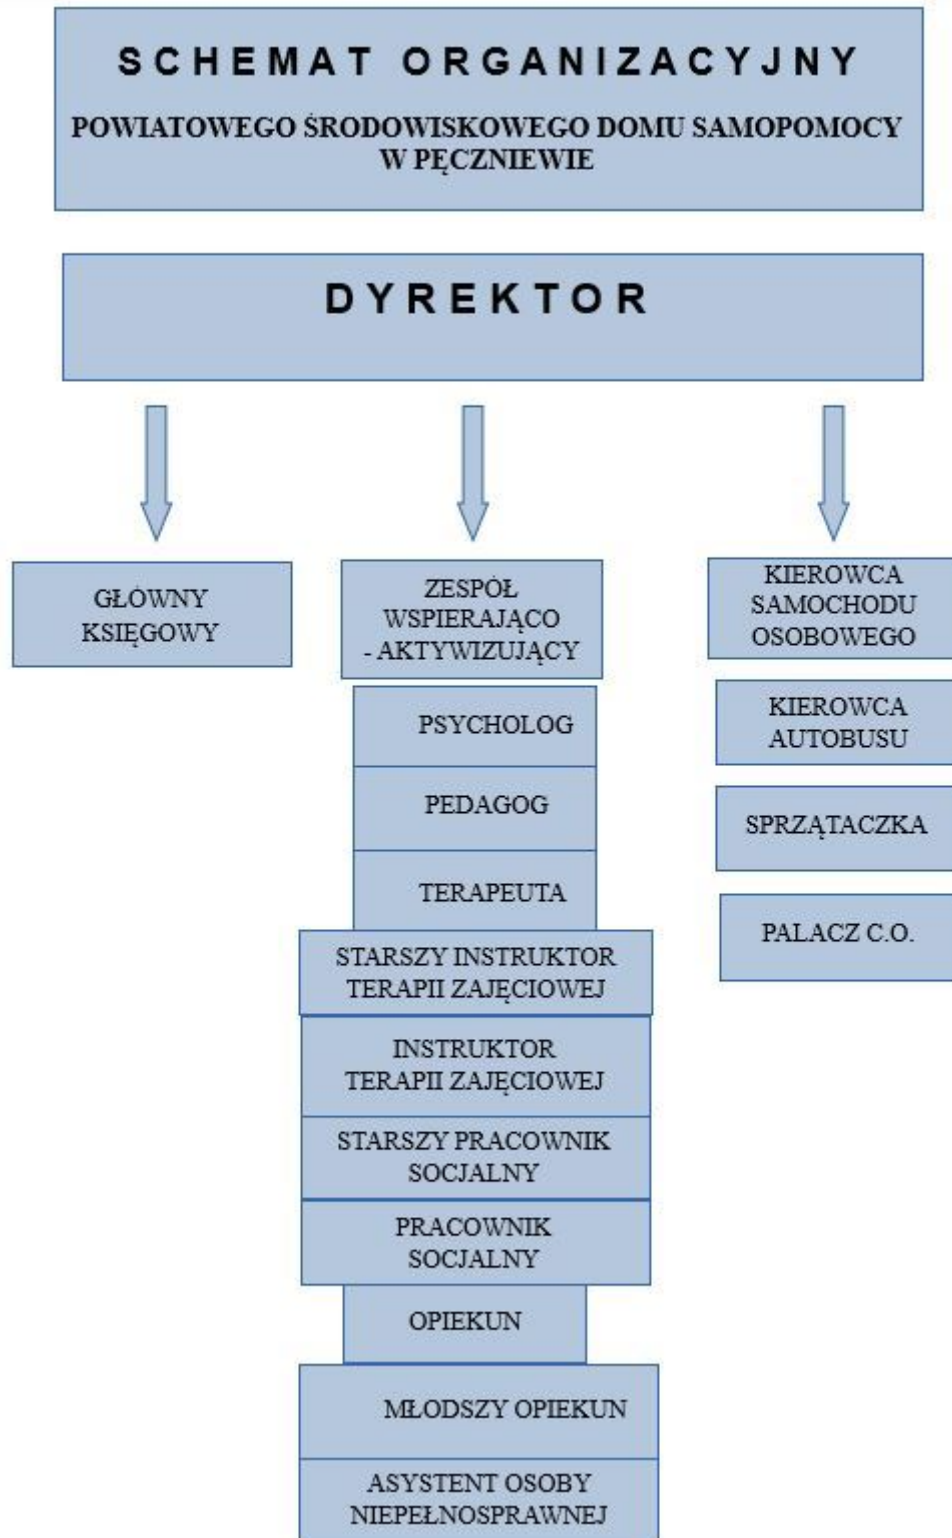 SCHEMAT ORGANIZACYJNY
POWIATOWEGO ŚRODOWISKOWEGO DOMU SAMOPOMOCY
W PĘCZNIEWIE
DYREKTOR
GŁÓWNY
KSIĘGOWY
ZESPÓŁ
WSPIERAJĄCO
- AKTYWIZUJĄCY
PSYCHOLOG
PEDAGOG
TERAPEUTA
STARSZY INSTRUKTOR
TERAPII ZAJĘCIOWEJ
INSTRUKTOR
TERAPII ZAJĘCIOWEJ
STARSZY PRACOWNIK
SOCJALNY
PRACOWNIK
SOCJALNY
OPIEKUN
MŁODSZY OPIEKUN
ASYSTENT OSOBY
NIEPEŁNOSPRAWNEJ
KIEROWCA
SAMOCHODU
OSOBOWEGO
KIEROWCA
AUTOBUSU
SPRZĄTACZKA
PALACZ C.O.